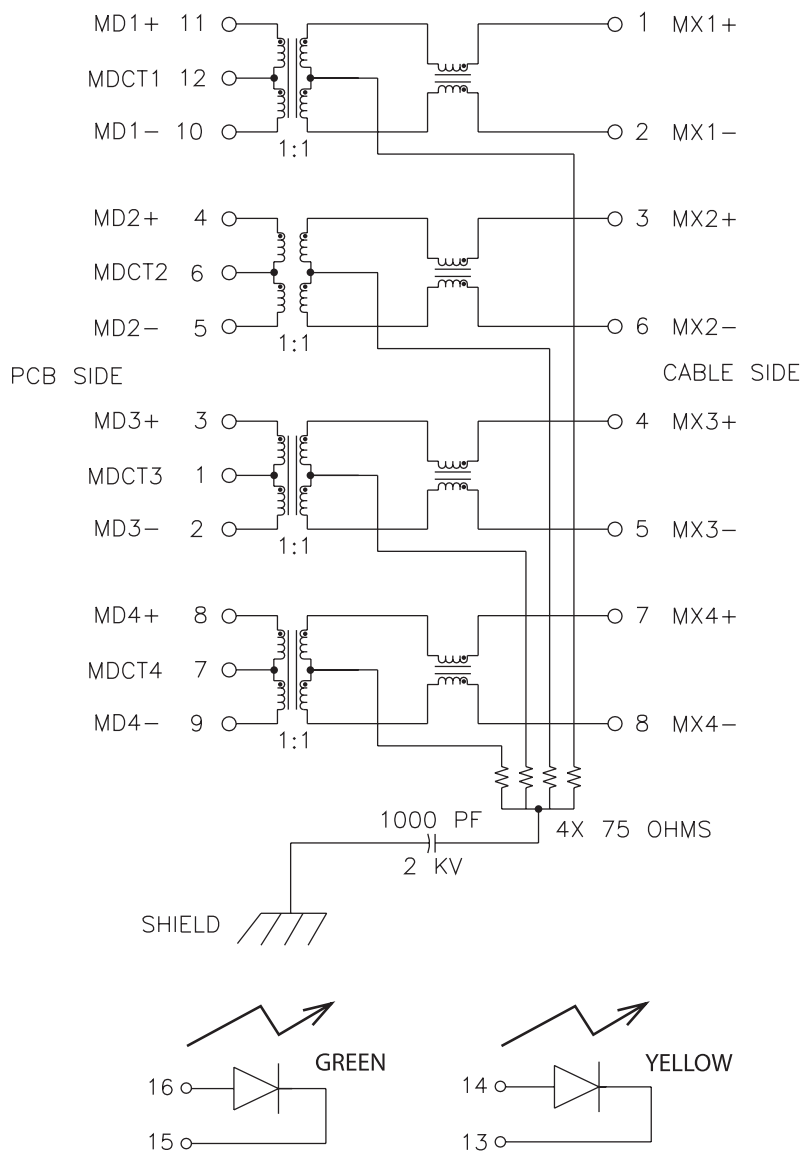 MD1+ 11 1 MX1+
MDCT1 12
MD1- 10 2 MX1-
1:1
MD2+ 4 3 MX2+
MDCT2 6
MD2- 5 6 MX2-
1:1
PCB SIDE CABLE SIDE
MD3+ 3 4 MX3+
MDCT3 1
MD3- 2 5 MX3-
1:1
MD4+ 8 7 MX4+
MDCT4 7
MD4- 9 8 MX4-
1:1
1000 PF 4X 75 OHMS
2 KV
SHIELD
GREEN YELLOW
16 14
15 13